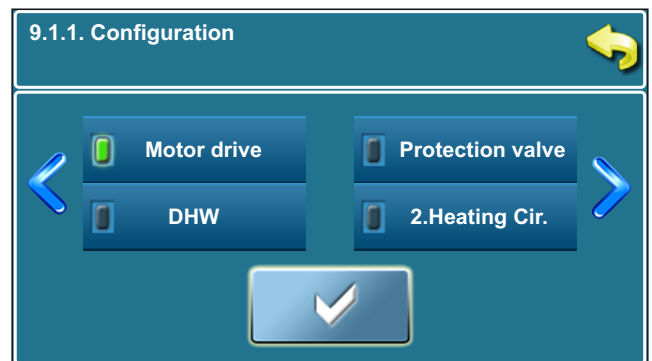 9.1.1. Configuration
Motor drive
Protection valve
DHW
2.Heating Cir.